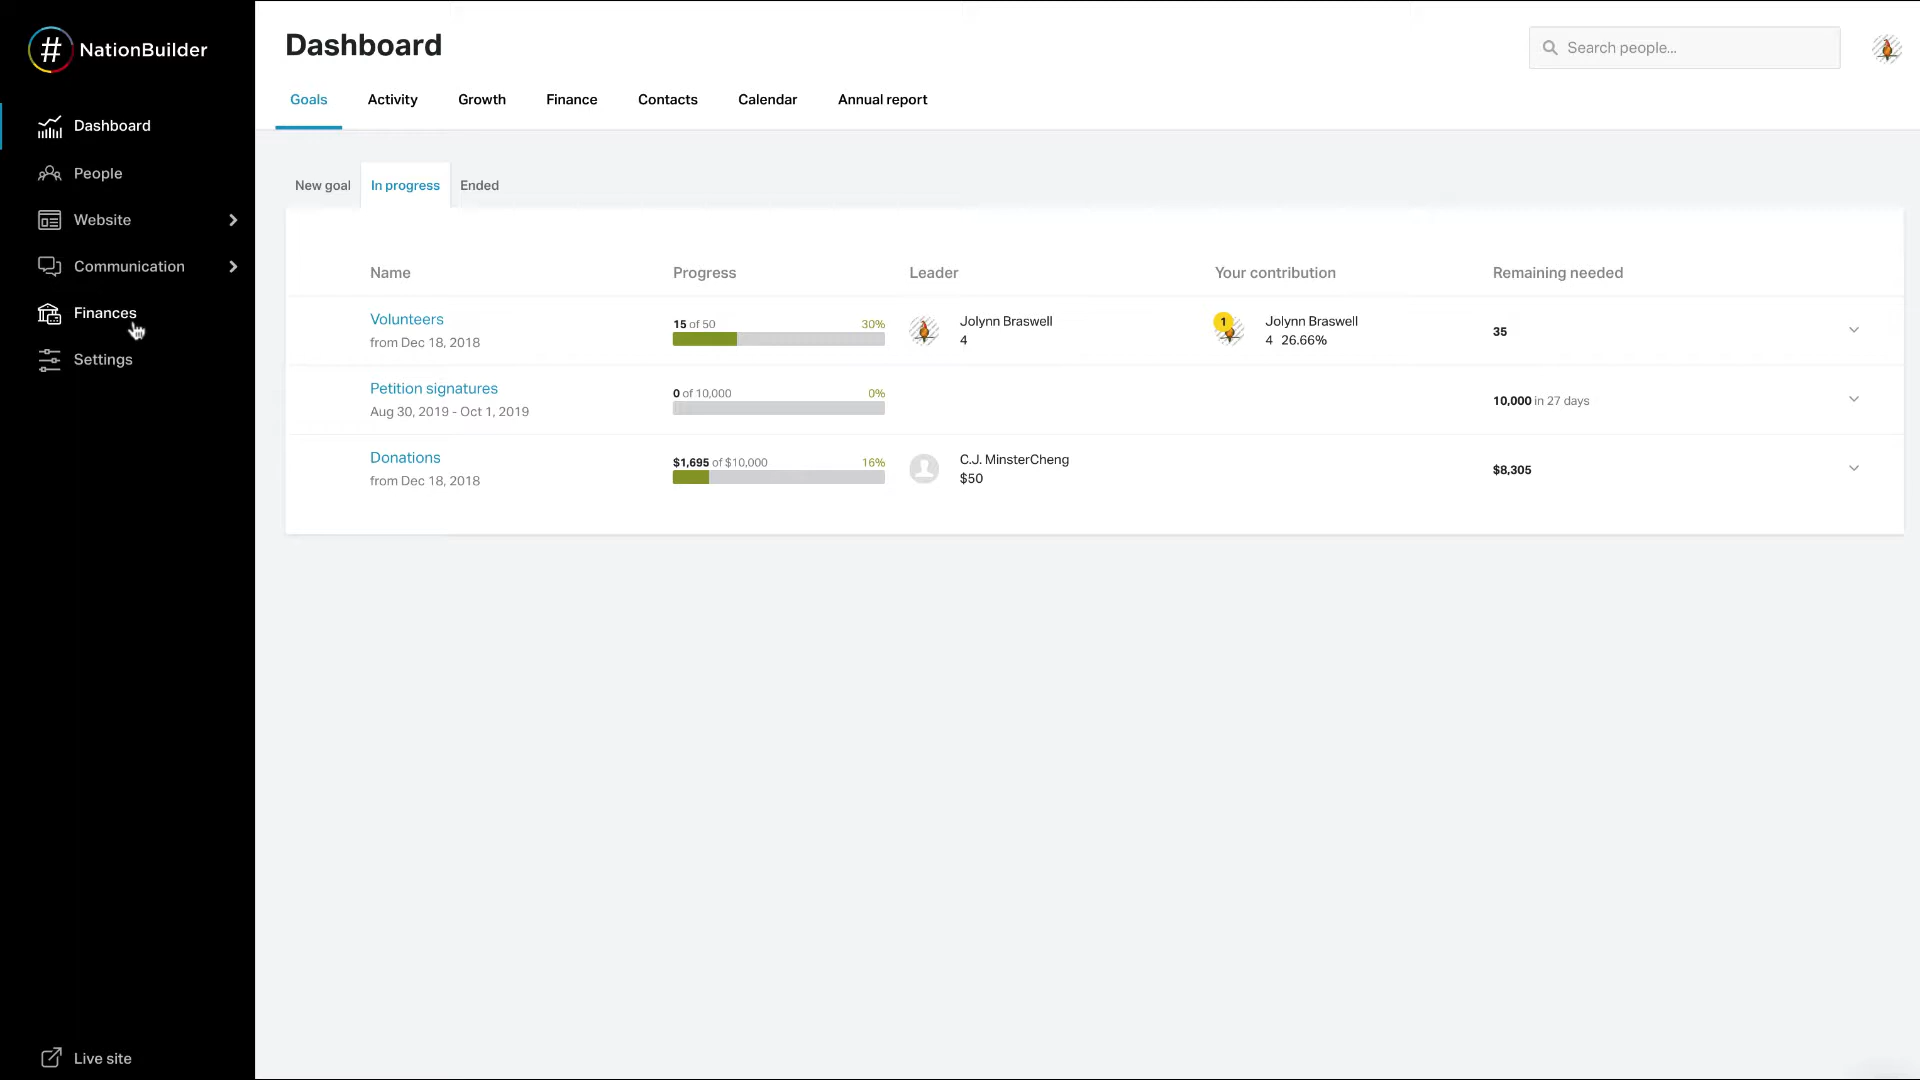 # NationBuilder
Dashboard
People
Website
Communication
Finances
Settings
Live site
Dashboard
Search people...
Goals Activity Growth Finance Contacts Calendar Annual report
New goal In progress Ended
Name Progress Leader Your contribution Remaining needed
Volunteers
from Dec 18, 2018
15 of 50 30%
Jolynn Braswell
4
1
Jolynn Braswell
4 26.66%
35
Petition signatures
Aug 30, 2019 - Oct 1, 2019
0 of 10,000 0%
10,000 in 27 days
Donations
from Dec 18, 2018
$1,695 of $10,000 16%
C.J. MinsterCheng
$50
$8,305